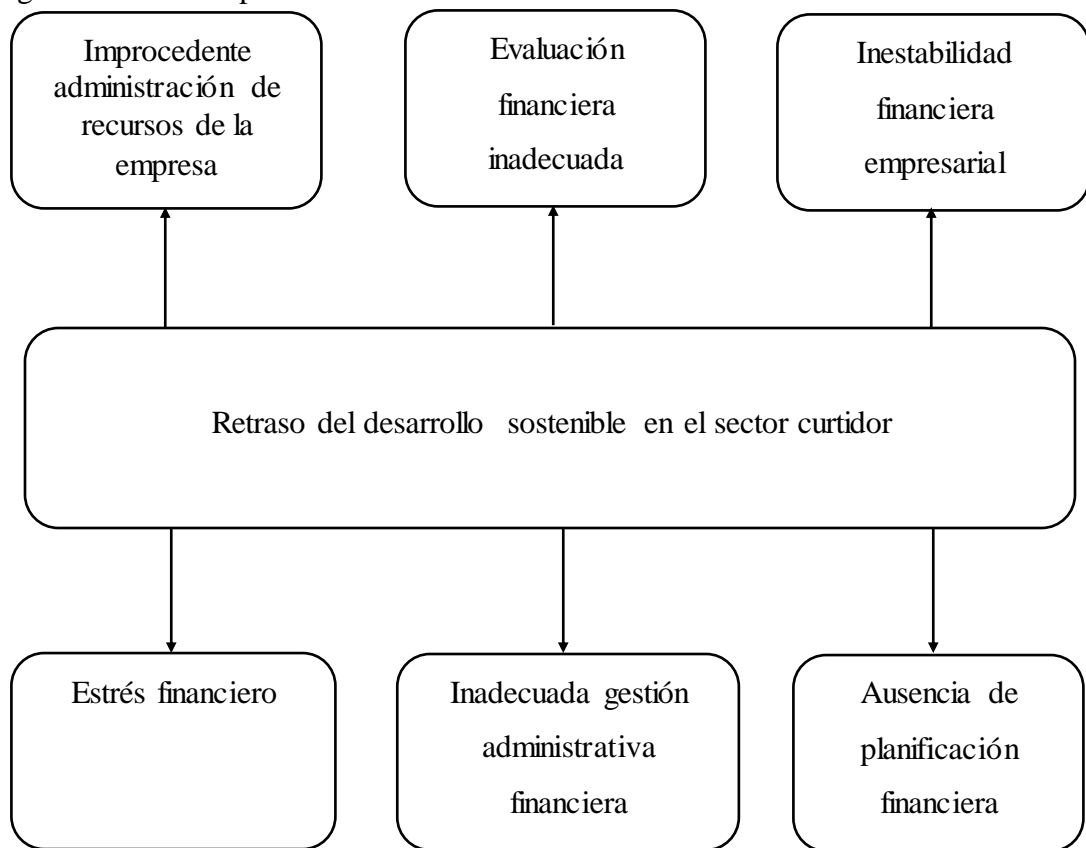 Improcedente
administración de
recursos de la
empresa
Evaluación
financiera
inadecuada
Inestabilidad
financiera
empresarial
Retraso del desarrollo sostenible en el sector curtidor
Estrés financiero
Inadecuada gestión
administrativa
financiera
Ausencia de
planificación
financiera